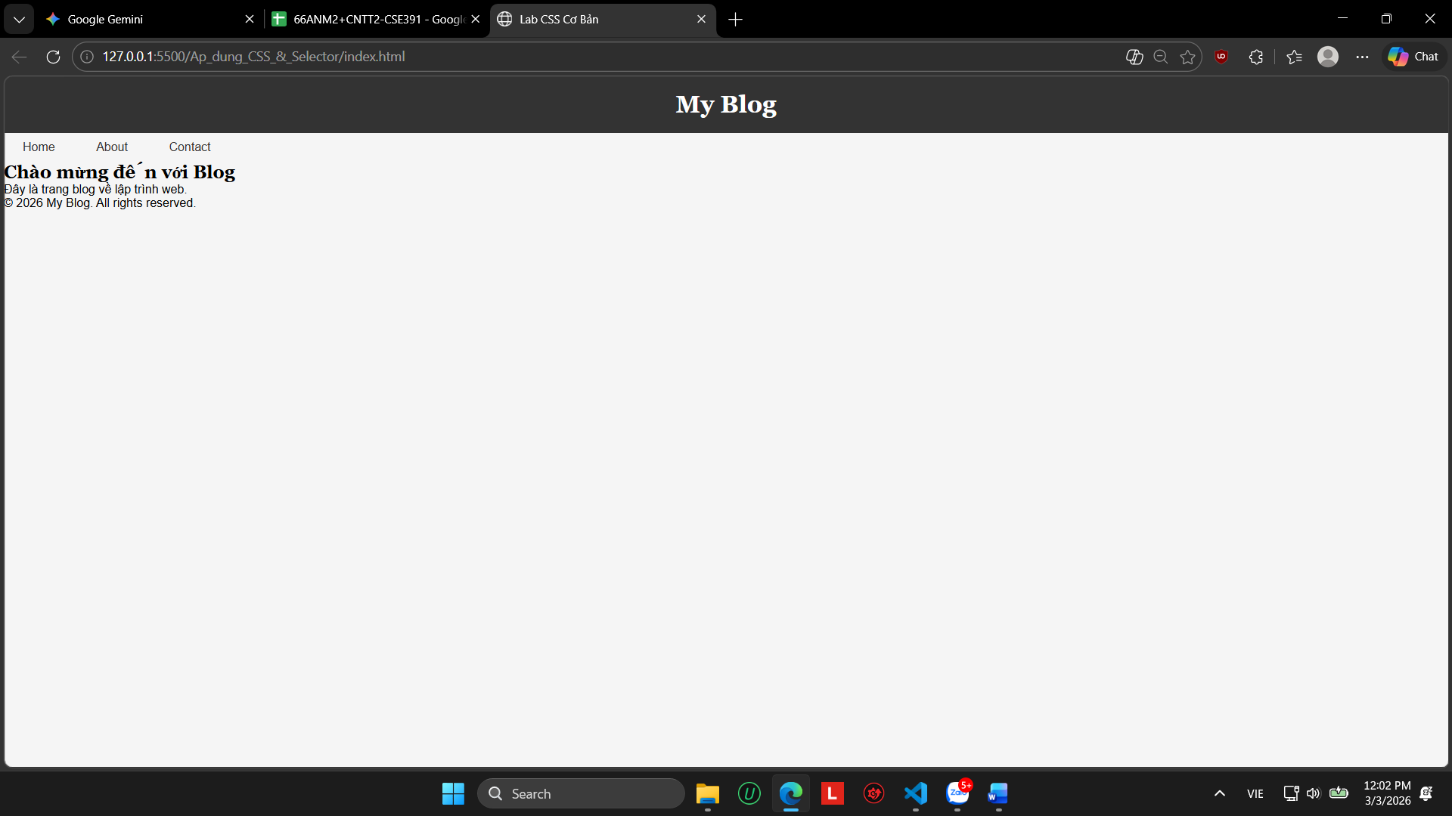 Google Gemini
66ANM2+CNTT2-CSE391 - Googl
Lab CSS Cơ Bản
127.0.0.1:5500/Ap_dung_CSS_&_Selector/index.html
Chat
My Blog
Home About Contact
Chào mừng đến với Blog
Đây là trang blog về lập trình web.
© 2026 My Blog. All rights reserved.
Search
U
L
Zalo
5+
W
VIE
12:02 PM
3/3/2026